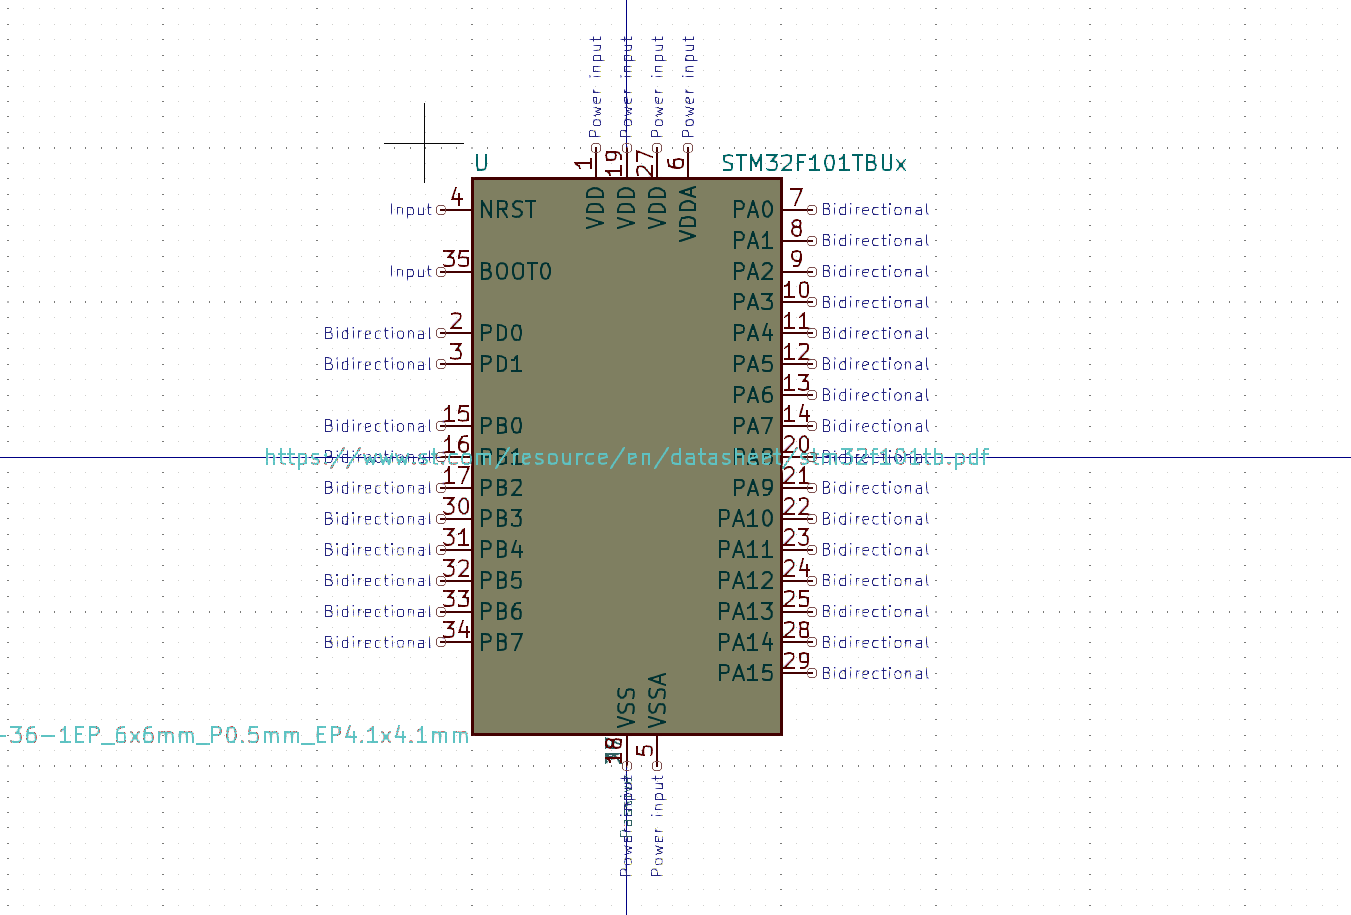 Power input Power input Power input Power input
1 19 27 6
U STM32F101TBUx
VDD VDD VDD VDDA
Input 4 NRST PA0 7 Bidirectional
PA1 8 Bidirectional
Input 35 BOOT0 PA2 9 Bidirectional
PA3 10 Bidirectional
Bidirectional 2 PD0 PA4 11 Bidirectional
Bidirectional 3 PD1 PA5 12 Bidirectional
PA6 13 Bidirectional
Bidirectional 15 PB0 PA7 14 Bidirectional
Bidirectional 16 PB1 PA8 20 Bidirectional
https://www.st.com/resource/en/datasheet/stm32f101tb.pdf
Bidirectional 17 PB2 PA9 21 Bidirectional
Bidirectional 30 PB3 PA10 22 Bidirectional
Bidirectional 31 PB4 PA11 23 Bidirectional
Bidirectional 32 PB5 PA12 24 Bidirectional
Bidirectional 33 PB6 PA13 25 Bidirectional
Bidirectional 34 PB7 PA14 28 Bidirectional
PA15 29 Bidirectional
VSS VSSA
-36-1EP_6x6mm_P0.5mm_EP4.1x4.1mm
5
Power input